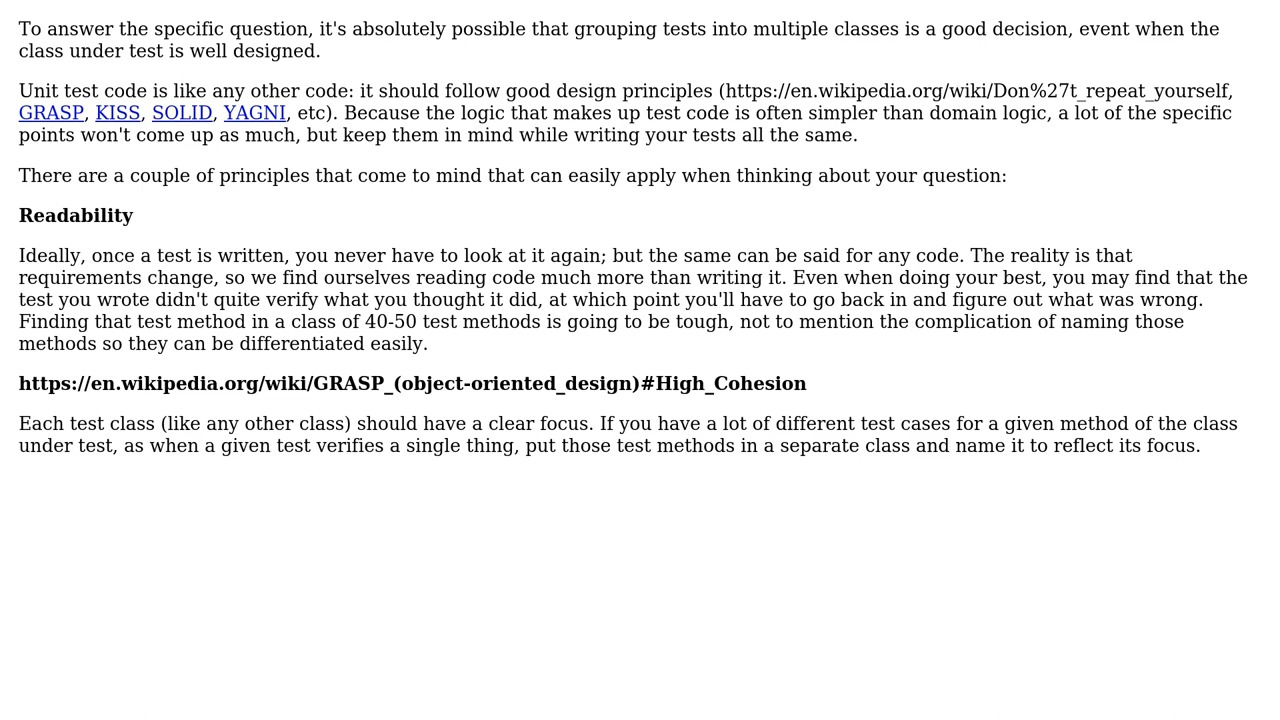 To answer the specific question, it's absolutely possible that grouping tests into multiple classes is a good decision, event when the
class under test is well designed.
Unit test code is like any other code: it should follow good design principles (https://en.wikipedia.org/wiki/Don%27t_repeat_yourself,
GRASP, KISS, SOLID, YAGNI, etc). Because the logic that makes up test code is often simpler than domain logic, a lot of the specific
points won't come up as much, but keep them in mind while writing your tests all the same.
There are a couple of principles that come to mind that can easily apply when thinking about your question:
Readability
Ideally, once a test is written, you never have to look at it again; but the same can be said for any code. The reality is that
requirements change, so we find ourselves reading code much more than writing it. Even when doing your best, you may find that the
test you wrote didn't quite verify what you thought it did, at which point you'll have to go back in and figure out what was wrong.
Finding that test method in a class of 40-50 test methods is going to be tough, not to mention the complication of naming those
methods so they can be differentiated easily.
https://en.wikipedia.org/wiki/GRASP_(object-oriented_design)#High_Cohesion
Each test class (like any other class) should have a clear focus. If you have a lot of different test cases for a given method of the class
under test, as when a given test verifies a single thing, put those test methods in a separate class and name it to reflect its focus.